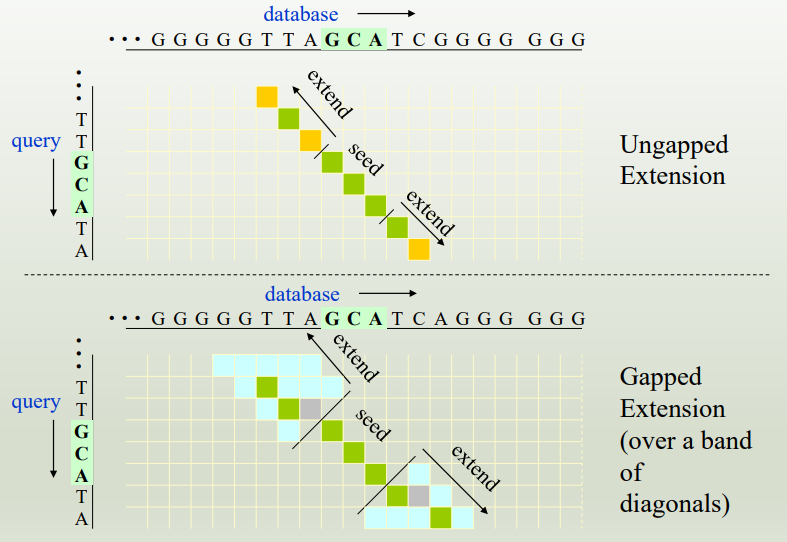 database
• • • G G G G G T T A G C A T C G G G G G G G
•
•
•
T
T
query
G
C
A
T
A
extend
seed
extend
Ungapped
Extension
database
• • • G G G G G T T A G C A T C A G G G G G G
•
•
•
T
T
query
G
C
A
T
A
extend
seed
extend
Gapped
Extension
(over a band
of
diagonals)